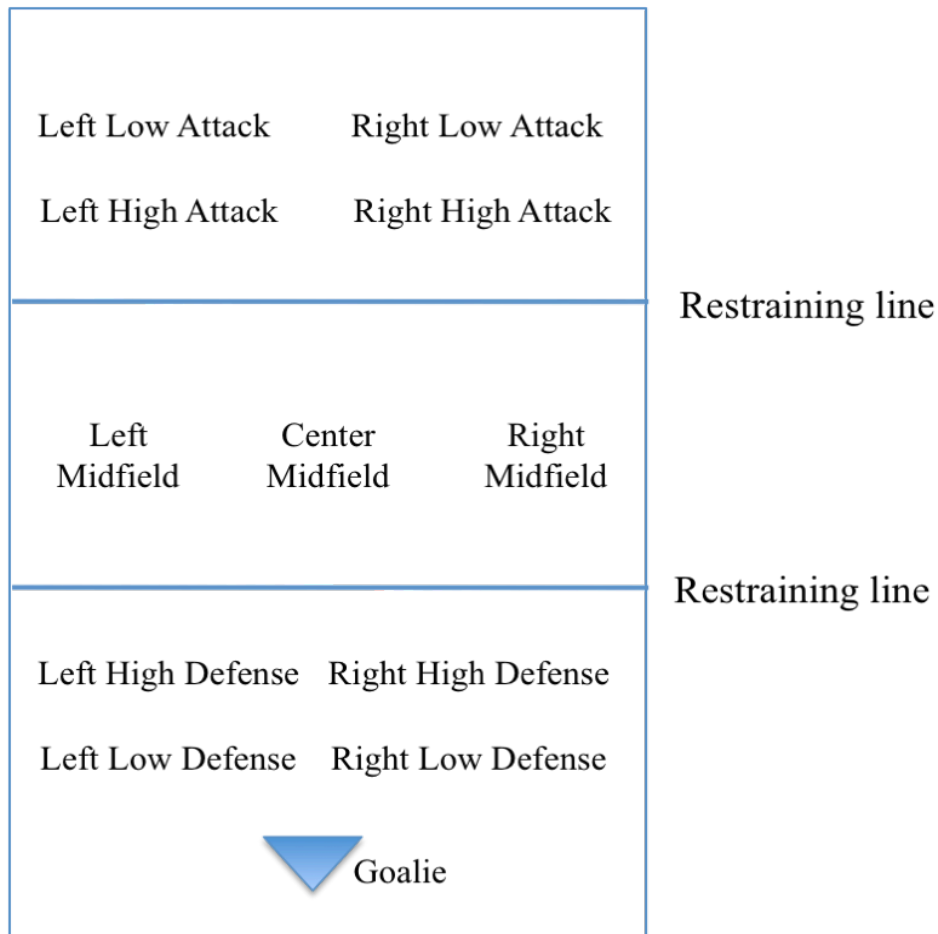 Left Low Attack Right Low Attack
Left High Attack Right High Attack
Restraining line
Left Center Right
Midfield Midfield Midfield
Restraining line
Left High Defense Right High Defense
Left Low Defense Right Low Defense
Goalie